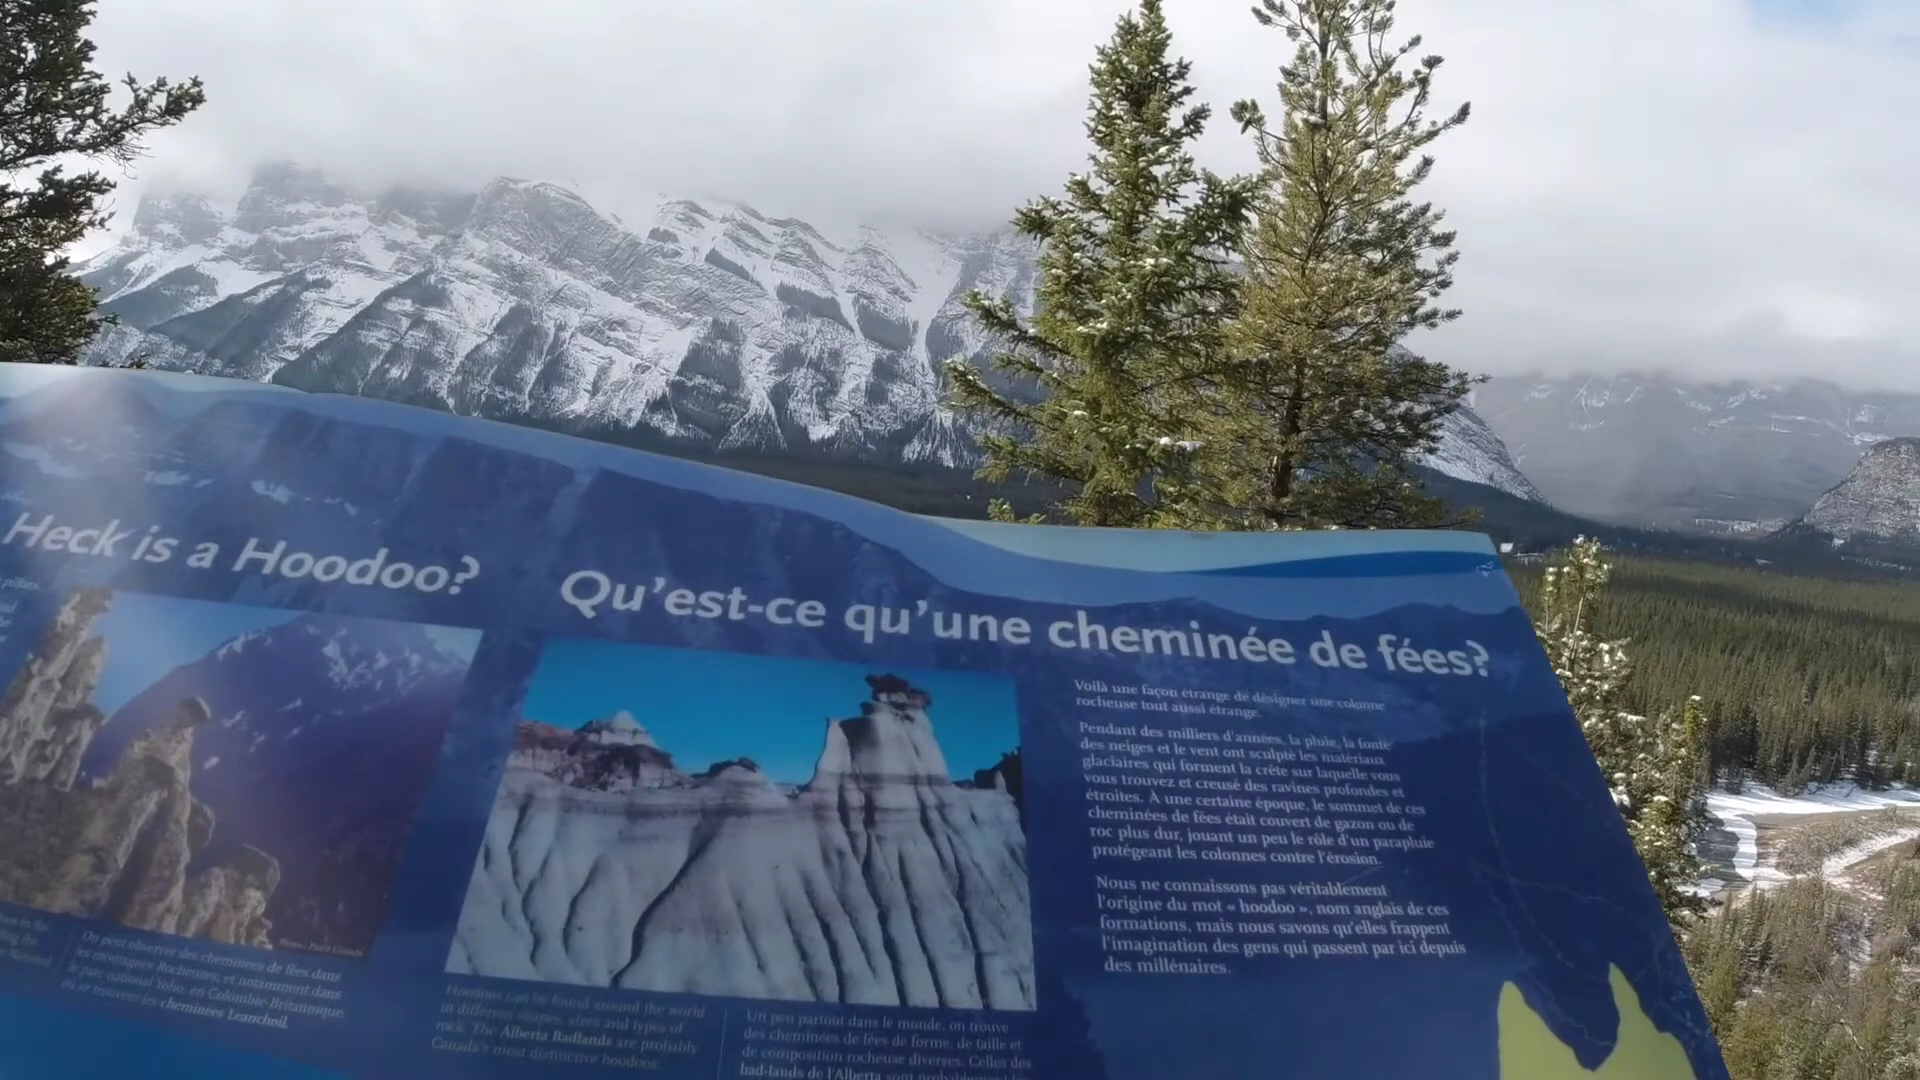 Heck is a Hoodoo?
Qu'est-ce qu'une cheminée de fées?
Voilà une façon étrange de désigner une colonne
rocheuse tout aussi étrange.
Pendant des milliers d'années, la pluie, la fonte
des neiges et le vent ont sculpté les matériaux
glaciaires qui forment la crête sur laquelle vous
vous trouvez et creusé des ravines profondes et
étroites. À une certaine époque, le sommet de ces
cheminées de fées était couvert de gazon ou de
roc plus dur, jouant un peu le rôle d'un parapluie
protégeant les colonnes contre l'érosion.
Nous ne connaissons pas véritablement
l'origine du mot « hoodoo », nom anglais de ces
formations, mais nous savons qu'elles frappent
l'imagination des gens qui passent par ici depuis
des millénaires.
pillars.
Photo : Parcs Canada
National
On peut observer des cheminées de fées dans
les montagnes Rocheuses, et notamment dans
le parc national Yoho, en Colombie-Britannique
où se trouvent les cheminées Leanchoil.
Hoodoos can be found around the world
in different shapes, sizes and types of
rock. The Alberta Badlands are probably
Canada's most distinctive hoodoos.
Un peu partout dans le monde, on trouve
des cheminées de fées de forme, de taille et
de composition rocheuse diverses. Celles des
bad-lands de l'Alberta sont probablement les